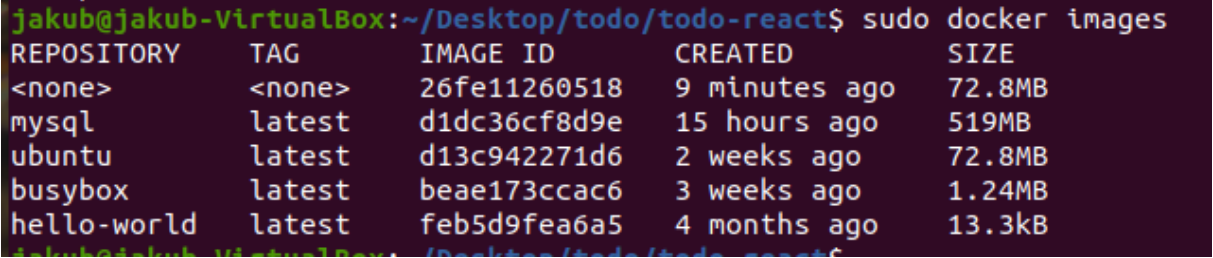 jakub@jakub-VirtualBox:~/Desktop/todo/todo-react$ sudo docker images
REPOSITORY TAG IMAGE ID CREATED SIZE
<none> <none> 26fe11260518 9 minutes ago 72.8MB
mysql latest d1dc36cf8d9e 15 hours ago 519MB
ubuntu latest d13c942271d6 2 weeks ago 72.8MB
busybox latest beae173ccac6 3 weeks ago 1.24MB
hello-world latest feb5d9fea6a5 4 months ago 13.3kB
jakub@jakub-VirtualBox:~/Desktop/todo/todo-react$